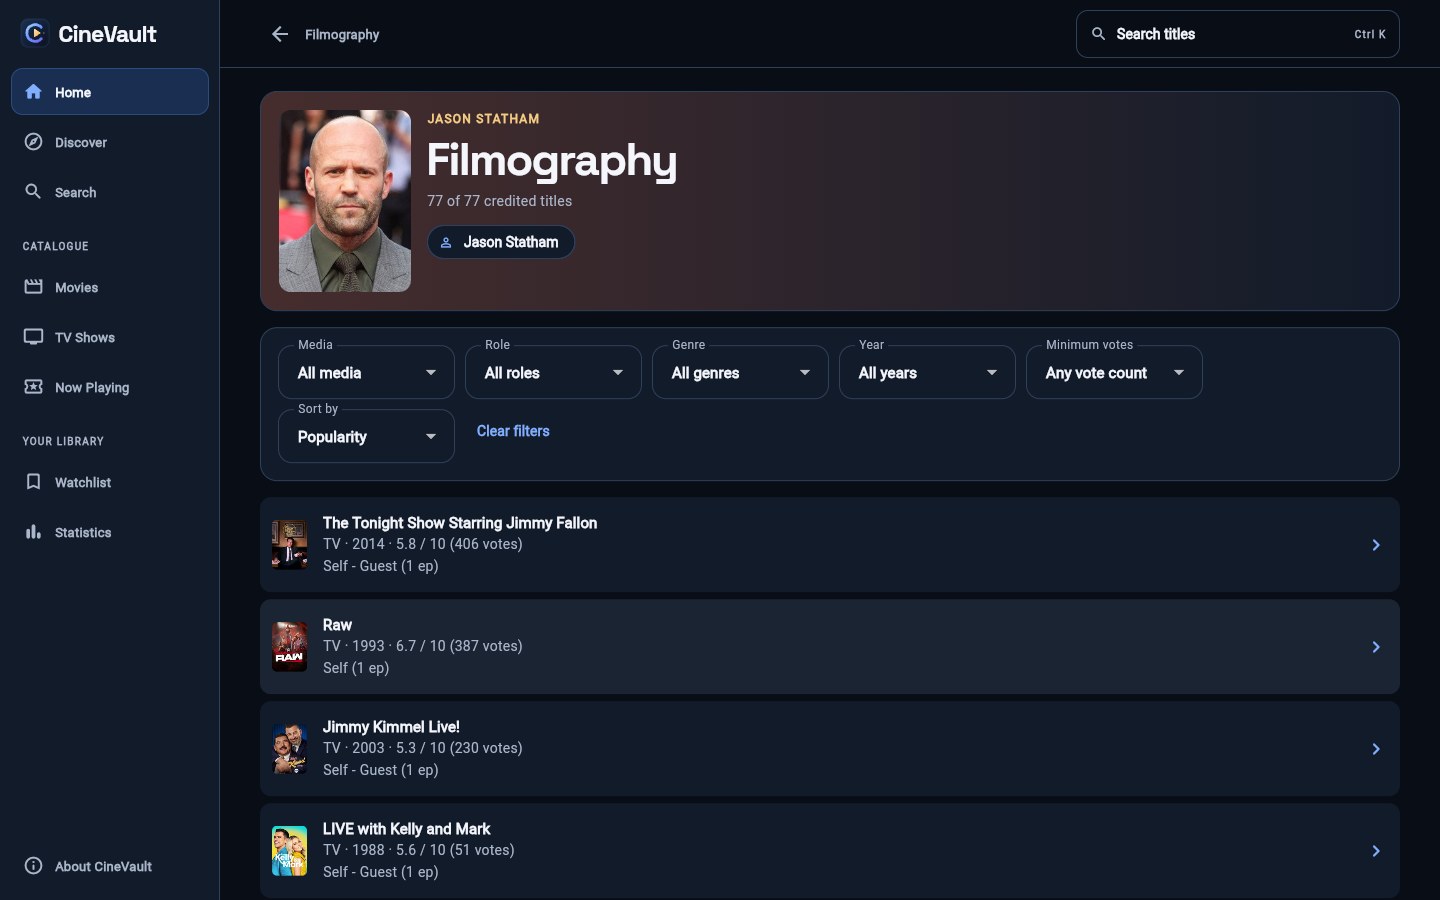 CineVault
Filmography
Search titles
Ctrl K
Home
Discover
Search
CATALOGUE
Movies
TV Shows
Now Playing
YOUR LIBRARY
Watchlist
Statistics
About CineVault
JASON STATHAM
Filmography
77 of 77 credited titles
Jason Statham
Media
All media
Role
All roles
Genre
All genres
Year
All years
Minimum votes
Any vote count
Sort by
Popularity
Clear filters
The Tonight Show Starring Jimmy Fallon
TV · 2014 · 5.8 / 10 (406 votes)
Self - Guest (1 ep)
RAW
Raw
TV · 1993 · 6.7 / 10 (387 votes)
Self (1 ep)
Jimmy Kimmel Live!
TV · 2003 · 5.3 / 10 (230 votes)
Self - Guest (1 ep)
Kelly
Mark
LIVE with Kelly and Mark
TV · 1988 · 5.6 / 10 (51 votes)
Self - Guest (1 ep)